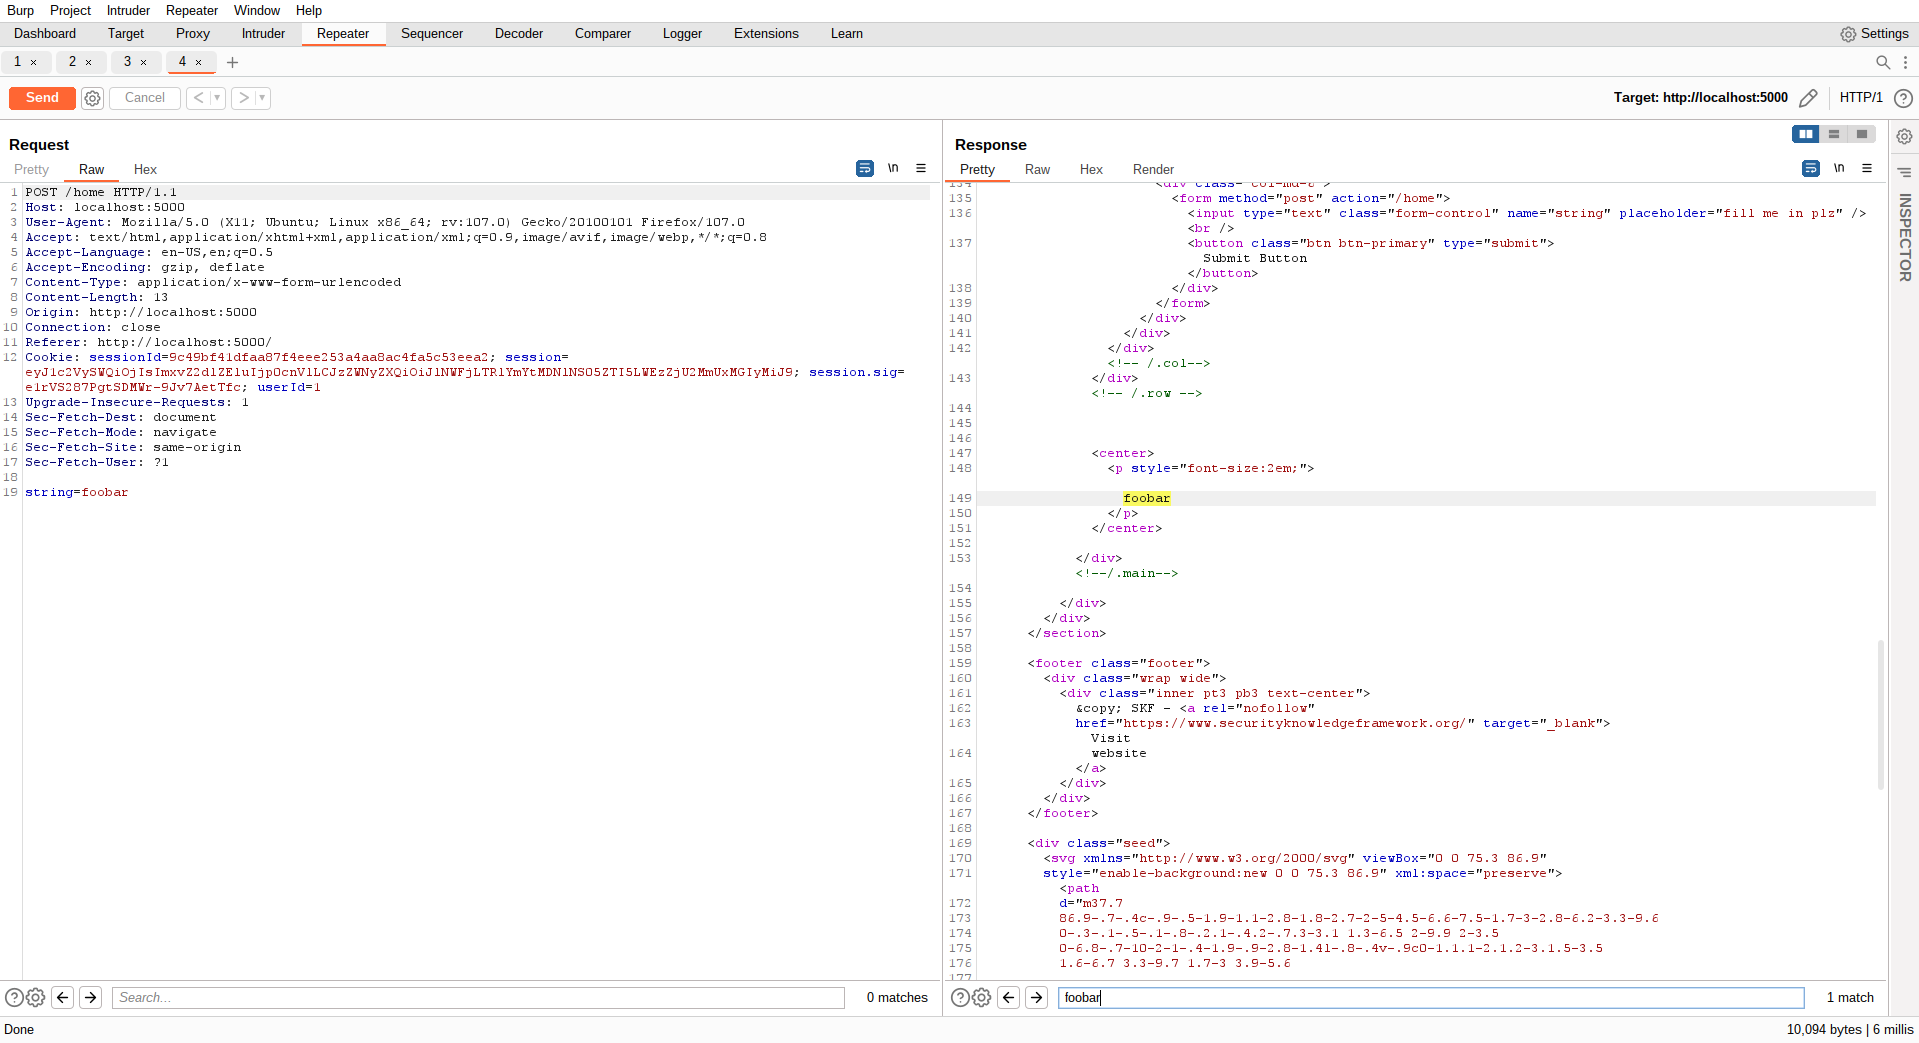 Burp Project Intruder Repeater Window Help
Dashboard Target Proxy Intruder Repeater Sequencer Decoder Comparer Logger Extensions Learn Settings
1 × 2 × 3 × 4 × +
Send Cancel < > Target: http://localhost:5000 HTTP/1
Request
Pretty Raw Hex \n
1 POST /home HTTP/1.1
2 Host: localhost:5000
3 User-Agent: Mozilla/5.0 (X11; Ubuntu; Linux x86_64; rv:107.0) Gecko/20100101 Firefox/107.0
4 Accept: text/html,application/xhtml+xml,application/xml;q=0.9,image/avif,image/webp,*/*;q=0.8
5 Accept-Language: en-US,en;q=0.5
6 Accept-Encoding: gzip, deflate
7 Content-Type: application/x-www-form-urlencoded
8 Content-Length: 13
9 Origin: http://localhost:5000
10 Connection: close
11 Referer: http://localhost:5000/
12 Cookie: sessionId=9c49bf41dfaa87f4eee253a4aa8ac4fa5c53eea2; session=
session.sig=
e1rVS287PgtSDMWr-9Jv7AetTfc; userId=1
13 Upgrade-Insecure-Requests: 1
14 Sec-Fetch-Dest: document
15 Sec-Fetch-Mode: navigate
16 Sec-Fetch-Site: same-origin
17 Sec-Fetch-User: ?1
18
19 string=foobar
Search... 0 matches
Response
Pretty Raw Hex Render \n
134 <div class="col-md-8">
135 <form method="post" action="/home">
136 <input type="text" class="form-control" name="string" placeholder="fill me in plz" />
<br />
137 <button class="btn btn-primary" type="submit">
Submit Button
</button>
138 </div>
139 </form>
140 </div>
141 </div>
142 </div>
<!-- /.col-->
143 </div>
<!-- /.row -->
144
145
146
147 <center>
148 <p style="font-size:2em;">
149 foobar
150 </p>
151 </center>
152
153 </div>
<!--/.main-->
154
155 </div>
156 </div>
157 </section>
158
159 <footer class="footer">
160 <div class="wrap wide">
161 <div class="inner pt3 pb3 text-center">
162 &copy; SKF - <a rel="nofollow"
163 href="https://www.securityknowledgeframework.org/" target="_blank">
Visit
164 website
</a>
165 </div>
166 </div>
167 </footer>
168
169 <div class="seed">
170 <svg xmlns="http://www.w3.org/2000/svg" viewBox="0 0 75.3 86.9"
171 style="enable-background:new 0 0 75.3 86.9" xml:space="preserve">
<path
172 d="m37.7
173 86.9-.7-.4c-.9-.5-1.9-1.1-2.8-1.8-2.7-2-5-4.5-6.6-7.5-1.7-3-2.8-6.2-3.3-9.6
174 0-.3-.1-.5-.1-.8-.2.1-.4.2-.7.3-3.1 1.3-6.5 2-9.9 2-3.5
175 0-6.8-.7-10-2-1-.4-1.9-.9-2.8-1.4l-.8-.4v-.9c0-1.1.1-2.1.2-3.1.5-3.5
176 1.6-6.7 3.3-9.7 1.7-3 3.9-5.6
177
foobar 1 match
INSPECTOR
Done 10,094 bytes | 6 millis